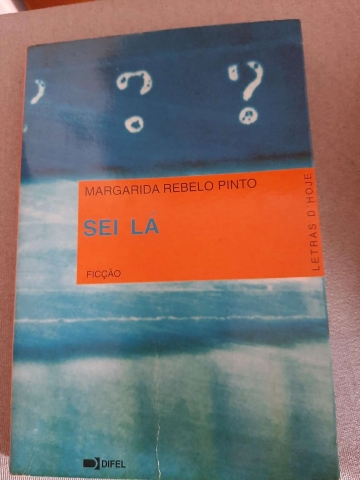 ? ? ?
MARGARIDA REBELO PINTO
SEI LA
FICÇÃO
LETRAS D'HOJE
DIFEL